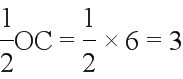 1/2 OC = 1/2 × 6 = 3